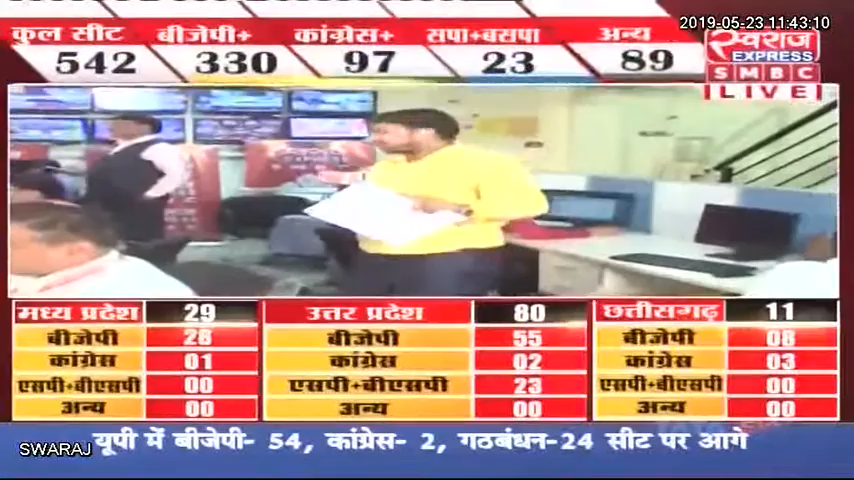 2019-05-23 11:43:10
कुल सीट बीजेपी+ कांग्रेस+ सपा+बसपा अन्य
542 330 97 23 89
स्वराज
EXPRESS
SMBC
LIVE
मध्य प्रदेश 29
बीजेपी 28
कांग्रेस 01
एसपी+बीएसपी 00
अन्य 00
उत्तर प्रदेश 80
बीजेपी 55
कांग्रेस 02
एसपी+बीएसपी 23
अन्य 00
छत्तीसगढ़ 11
बीजेपी 08
कांग्रेस 03
एसपी+बीएसपी 00
अन्य 00
SWARAJ
यूपी में बीजेपी- 54, कांग्रेस- 2, गठबंधन-24 सीट पर आगे